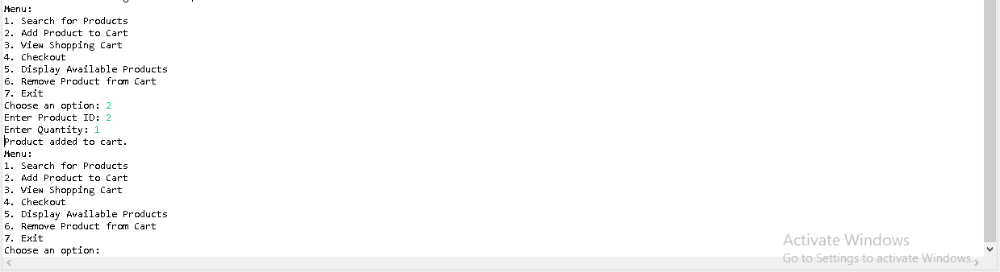 Menu:
1. Search for Products
2. Add Product to Cart
3. View Shopping Cart
4. Checkout
5. Display Available Products
6. Remove Product from Cart
7. Exit
Choose an option: 2
Enter Product ID: 2
Enter Quantity: 1
Product added to cart.
Menu:
1. Search for Products
2. Add Product to Cart
3. View Shopping Cart
4. Checkout
5. Display Available Products
6. Remove Product from Cart
7. Exit
Choose an option:
Activate Windows
Go to Settings to activate Windows.